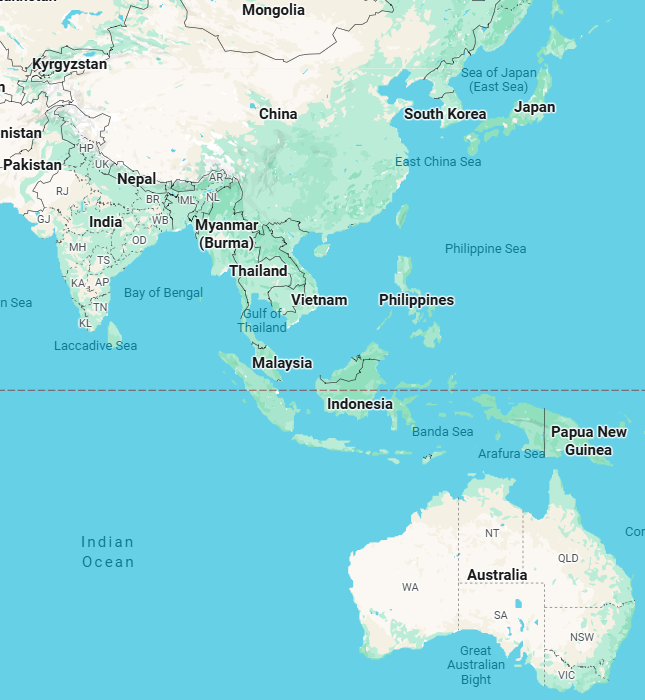 Mongolia
Kyrgyzstan
Sea of Japan
(East Sea)
n
Japan
China
South Korea
nistan
HP
East China Sea
Pakistan
UK
Nepal
AR
RJ
BR
ML
NL
GJ
India
WB
Myanmar
(Burma)
OD
MH
Philippine Sea
TS
Thailand
KA
AP
Bay of Bengal
Vietnam
Philippines
n Sea
TN
Gulf of
Thailand
KL
Laccadive Sea
Malaysia
Indonesia
Banda Sea
Papua New
Guinea
Arafura Sea
Indian
Ocean
NT
Cor
QLD
Australia
WA
SA
NSW
Great
Australian
Bight
VIC